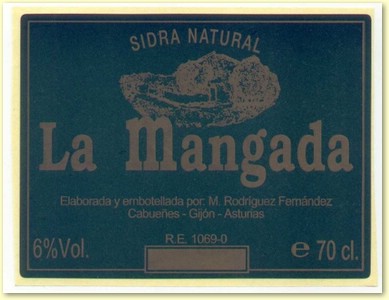 SIDRA NATURAL
La Mangada
Elaborada y embotellada por: M. Rodríguez Fernández
Cabueñes - Gijón - Asturias
R.E. 1069-0
6%Vol.
e 70 cl.